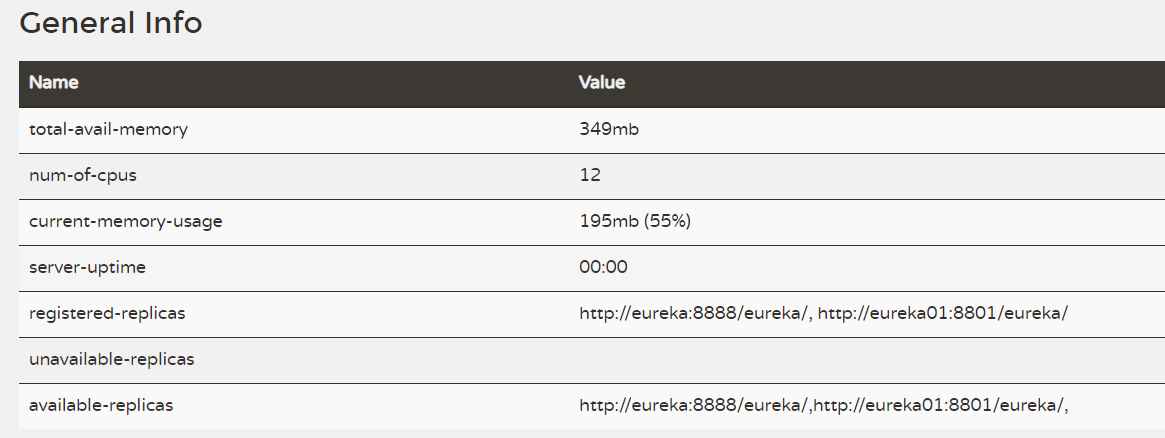 General Info
Name Value
total-avail-memory 349mb
num-of-cpus 12
current-memory-usage 195mb (55%)
server-uptime 00:00
registered-replicas http://eureka:8888/eureka/, http://eureka01:8801/eureka/
unavailable-replicas
available-replicas http://eureka:8888/eureka/,http://eureka01:8801/eureka/,